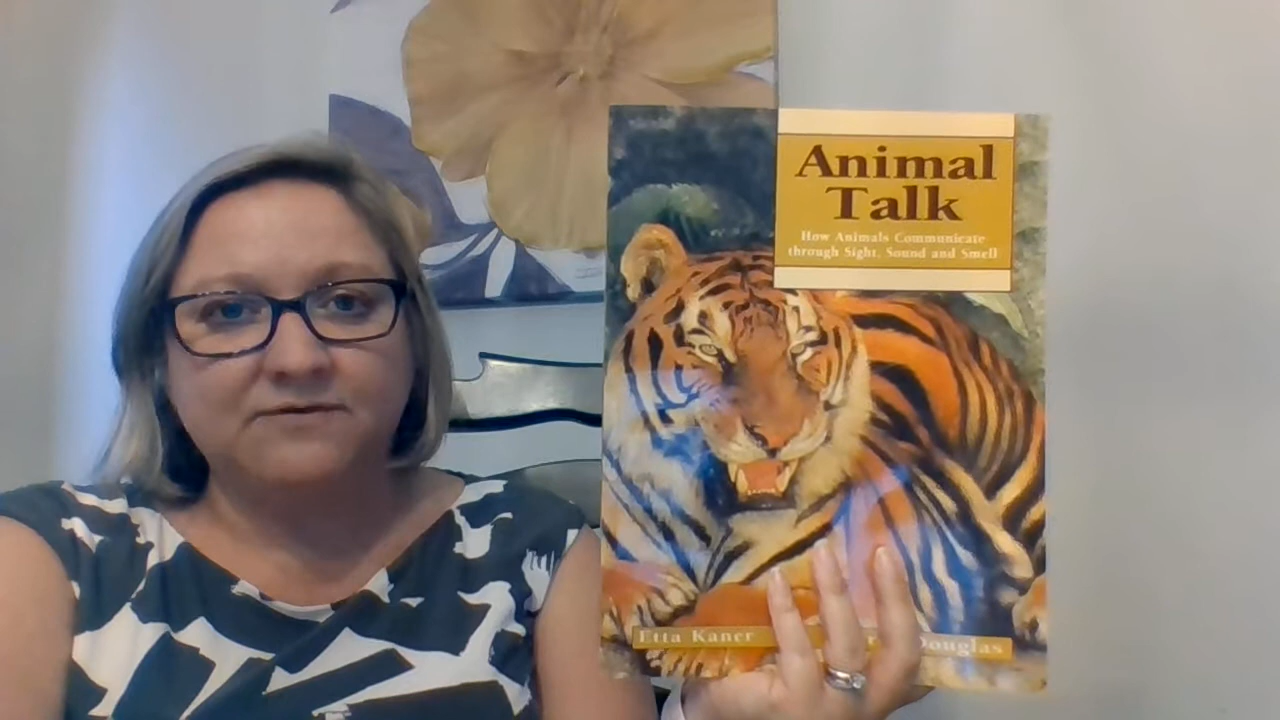 Animal
Talk
How Animals Communicate
through Sight, Sound and Smell
Etta Kaner
Douglas